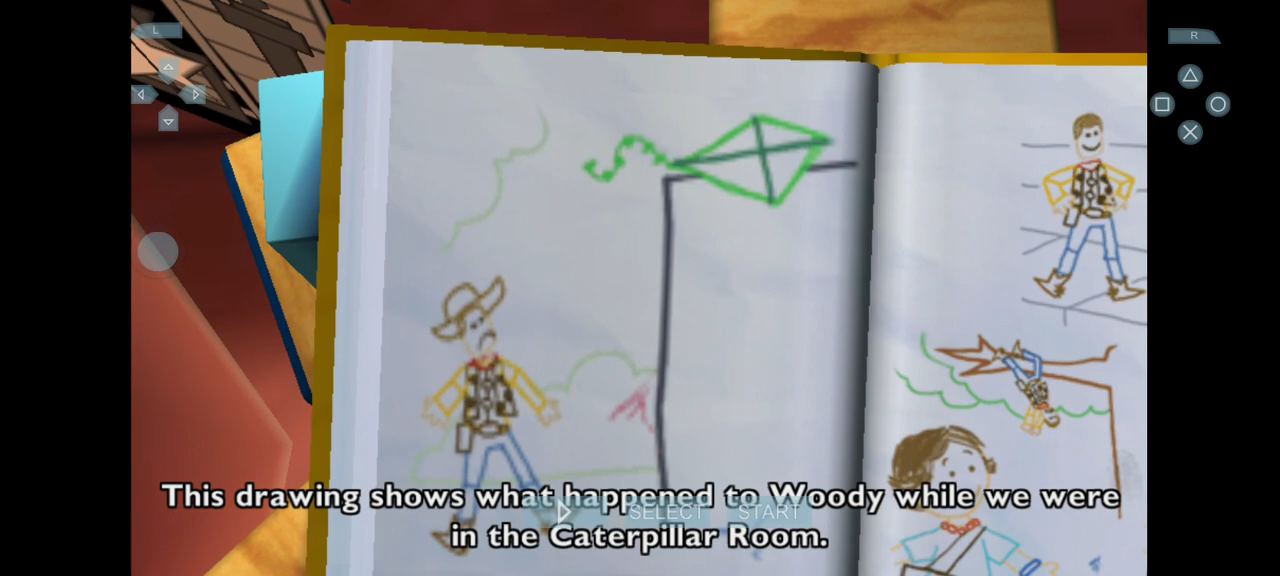 L
R
This drawing shows what happened to Woody while we were
SELECT START
in the Caterpillar Room.